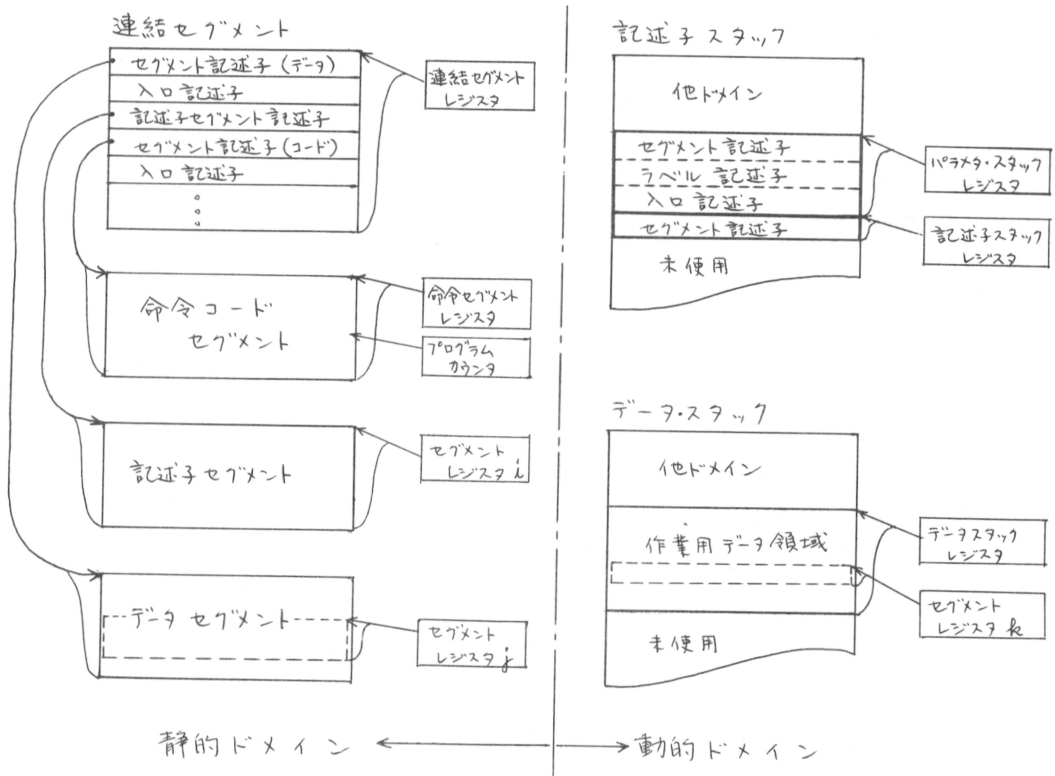 連結セグメント
セグメント記述子(データ)
入口記述子
記述子セグメント記述子
セグメント記述子(コード)
入口記述子
連結セグメント
レジスタ
命令コード
セグメント
命令セグメント
レジスタ
プログラム
カウンタ
記述子セグメント
セグメント
レジスタi
データセグメント
セグメント
レジスタj
静的ドメイン
記述子スタック
他ドメイン
セグメント記述子
ラベル記述子
入口記述子
セグメント記述子
未使用
パラメタ・スタック
レジスタ
記述子スタック
レジスタ
データ・スタック
他ドメイン
作業用データ領域
未使用
データスタック
レジスタ
セグメント
レジスタk
動的ドメイン